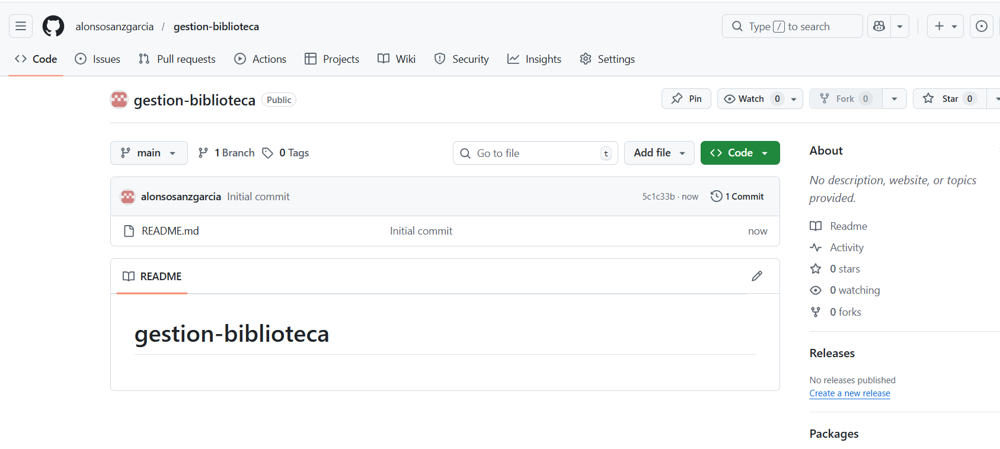 alonsosanzgarcia / gestion-biblioteca
Type / to search
Code Issues Pull requests Actions Projects Wiki Security Insights Settings
gestion-biblioteca Public
Pin Watch 0 Fork 0 Star 0
main 1 Branch 0 Tags
Go to file t
Add file
Code
alonsosanzgarcia Initial commit 5c1c33b · now 1 Commit
README.md Initial commit now
README
gestion-biblioteca
About
No description, website, or topics
provided.
Readme
Activity
0 stars
0 watching
0 forks
Releases
No releases published
Create a new release
Packages